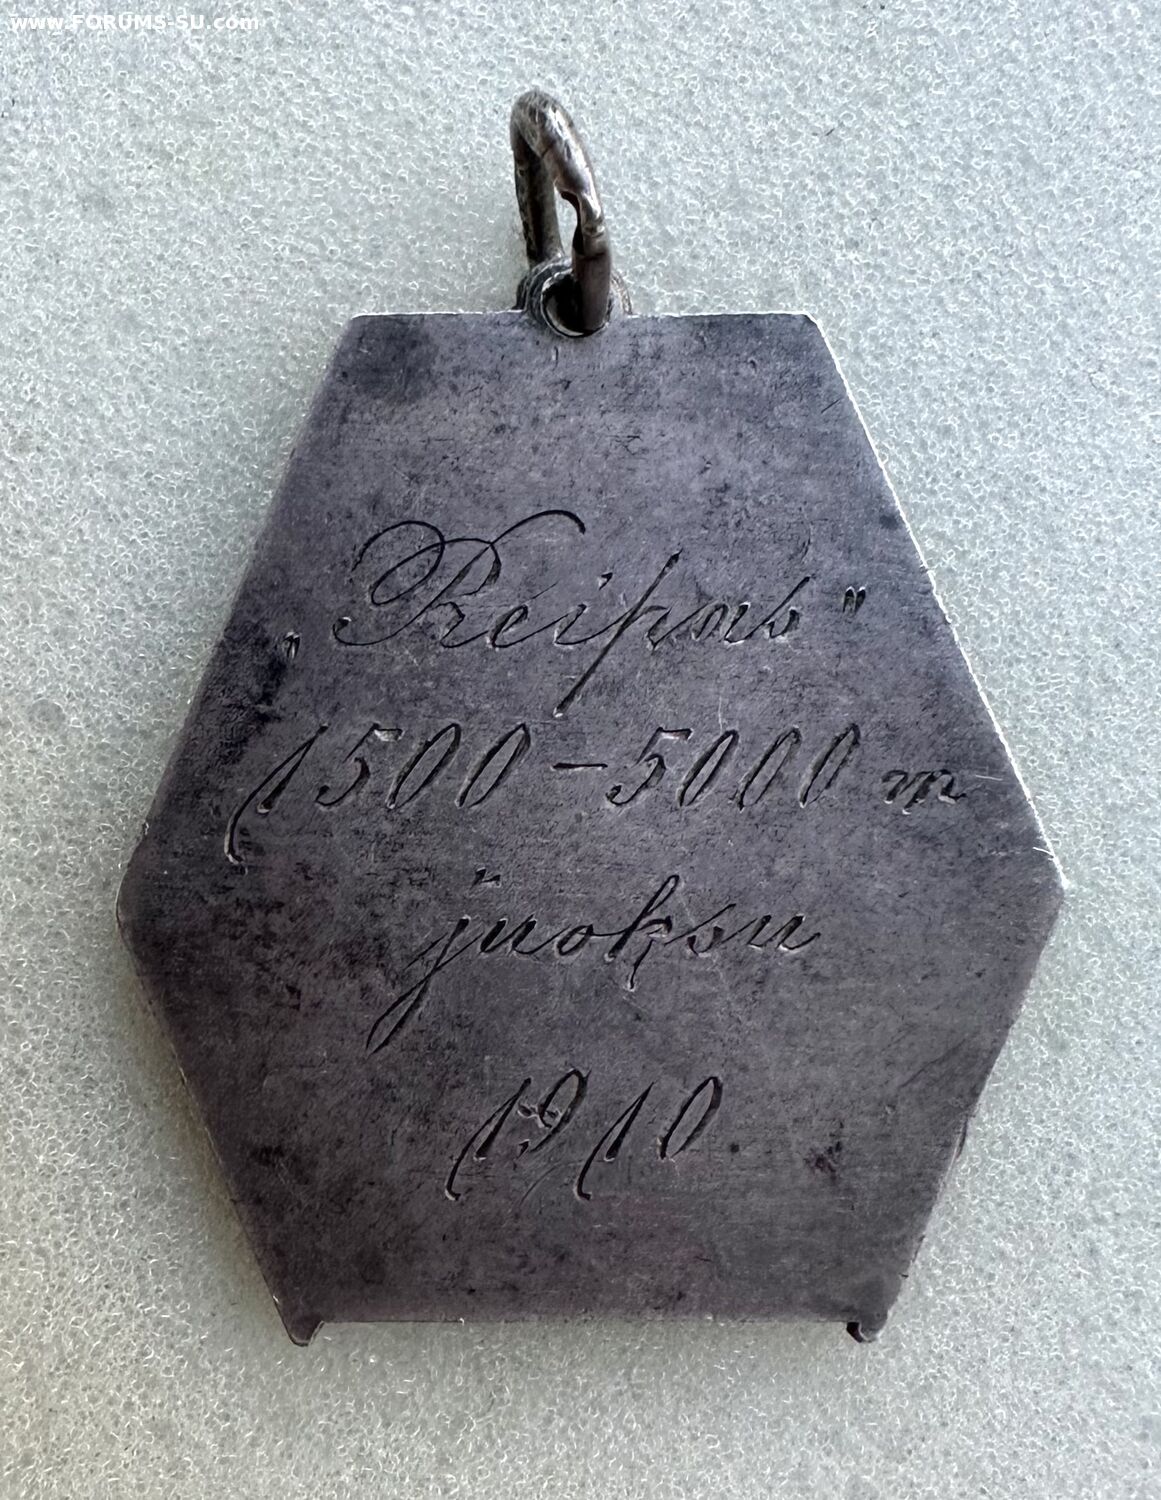 www.FORUMS-SU.com
„Reipas"
1500-5000 m
juoksu
1910